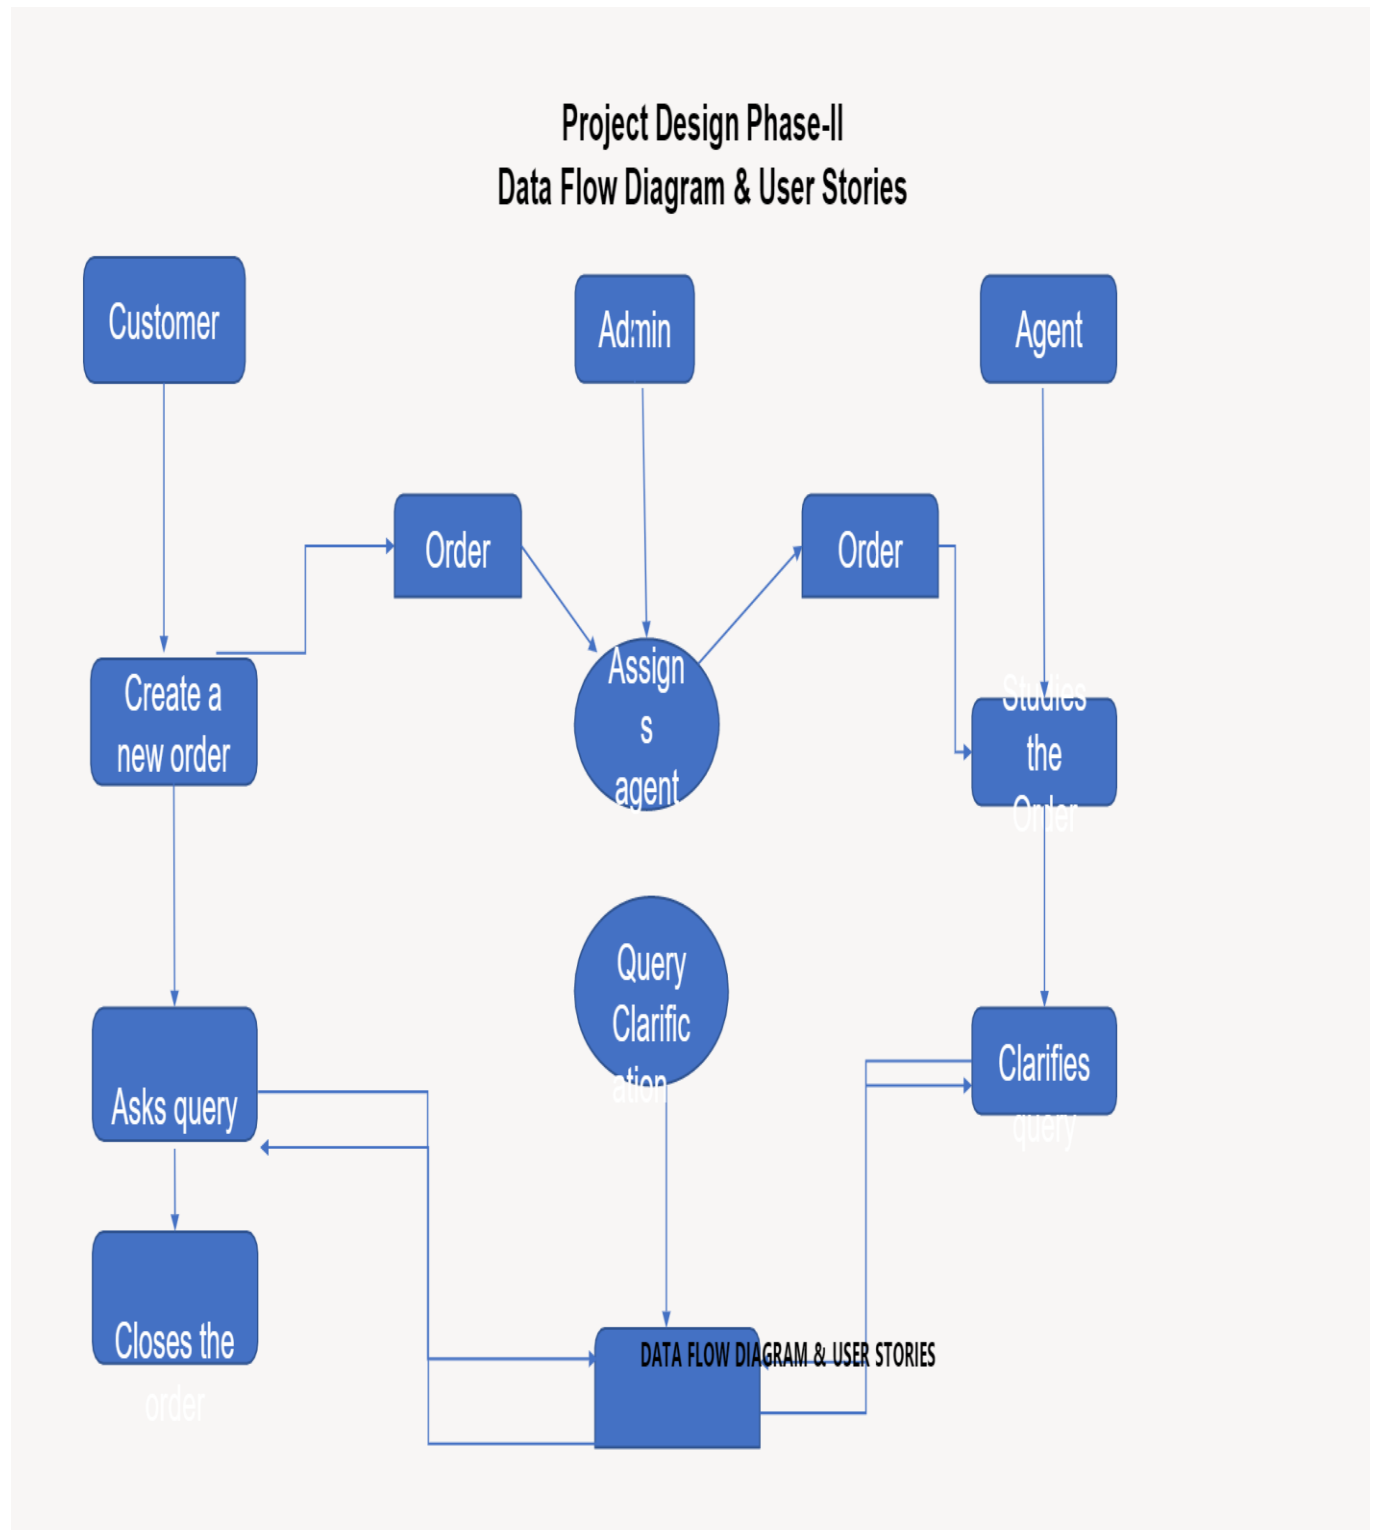 Project Design Phase-II
Data Flow Diagram & User Stories
Customer
Admin
Agent
Order
Order
Create a
new order
Assign
s
agent
Studies
the
Order
Query
Clarific
ation
Asks query
Clarifies
query
Closes the
order
DATA FLOW DIAGRAM & USER STORIES